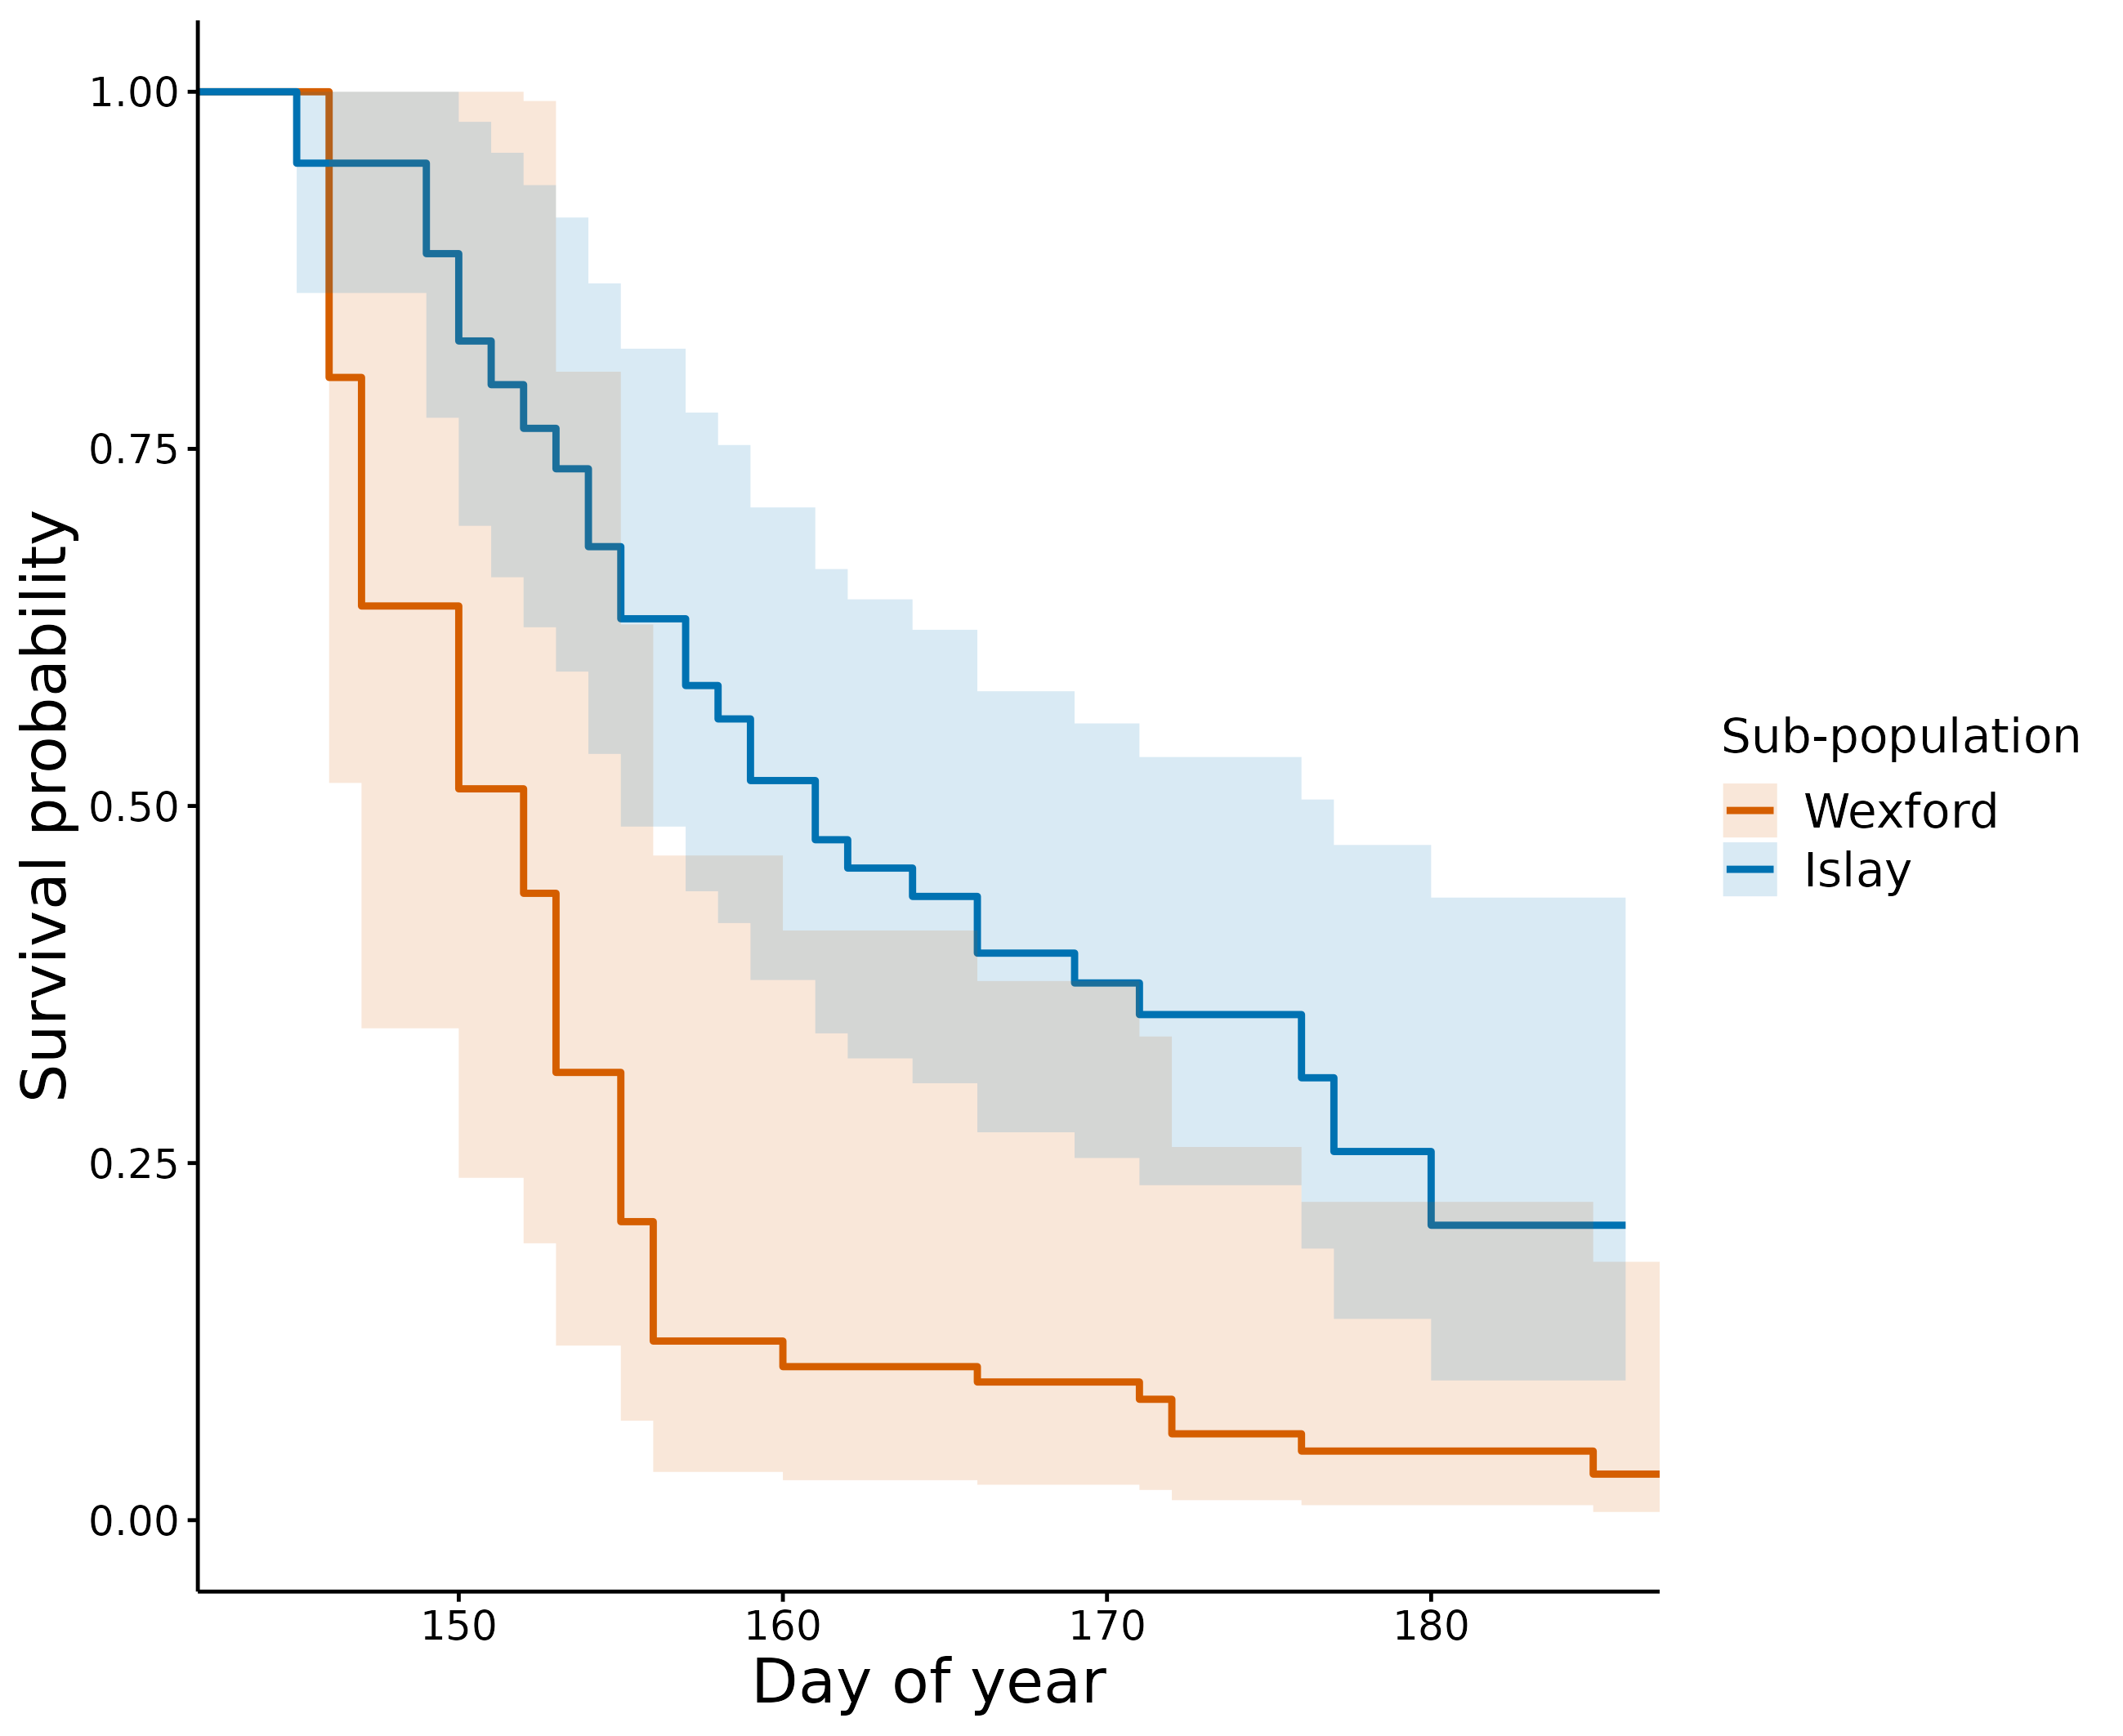 Survival probability
1.00
0.75
0.50
0.25
0.00
150 160 170 180
Day of year
Sub-population
Wexford
Islay